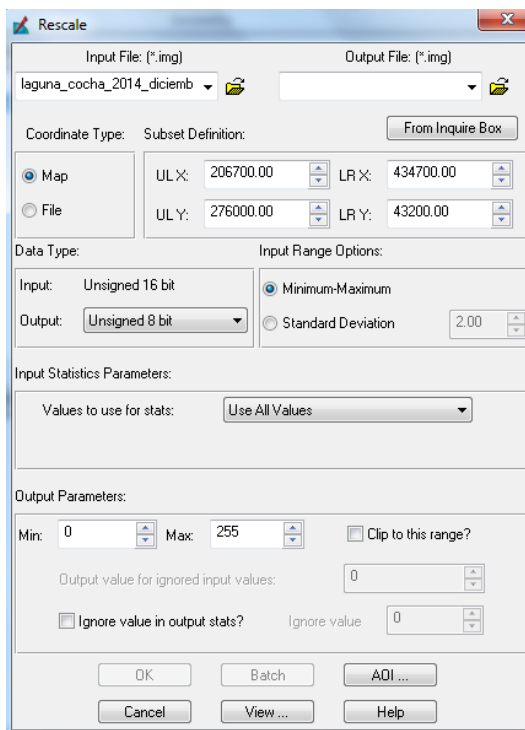 Rescale
Input File: (*.img) Output File: (*.img)
laguna_cocha_2014_diciemb
Coordinate Type: Subset Definition: From Inquire Box
Map UL X: 206700.00 LR X: 434700.00
File UL Y: 276000.00 LR Y: 43200.00
Data Type: Input Range Options:
Input: Unsigned 16 bit Minimum-Maximum
Output: Unsigned 8 bit Standard Deviation 2.00
Input Statistics Parameters:
Values to use for stats: Use All Values
Output Parameters:
Min: 0 Max: 255 Clip to this range?
Output value for ignored input values: 0
Ignore value in output stats? Ignore value 0
OK Batch AOI ...
Cancel View ... Help